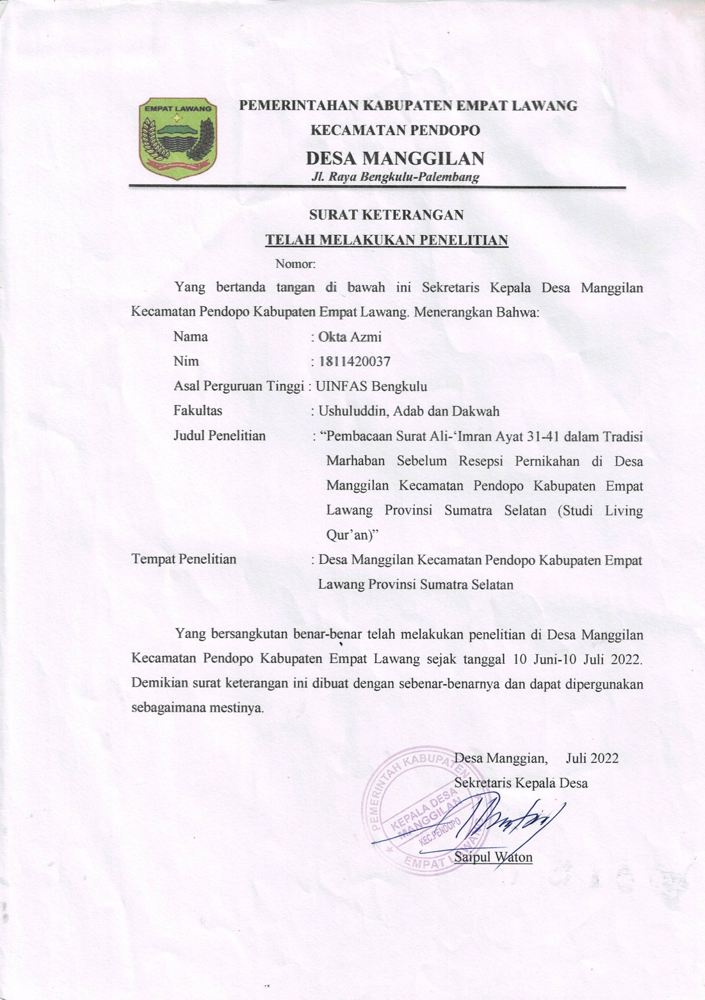 EMPAT LAWANG
PEMERINTAHAN KABUPATEN EMPAT LAWANG
KECAMATAN PENDOPO
DESA MANGGILAN
Jl. Raya Bengkulu-Palembang
SURAT KETERANGAN
TELAH MELAKUKAN PENELITIAN
Nomor:
Yang bertanda tangan di bawah ini Sekretaris Kepala Desa Manggilan
Kecamatan Pendopo Kabupaten Empat Lawang. Menerangkan Bahwa:
Nama : Okta Azmi
Nim : 1811420037
Asal Perguruan Tinggi : UINFAS Bengkulu
Fakultas : Ushuluddin, Adab dan Dakwah
Judul Penelitian : “Pembacaan Surat Ali-‘Imran Ayat 31-41 dalam Tradisi
Marhaban Sebelum Resepsi Pernikahan di Desa
Manggilan Kecamatan Pendopo Kabupaten Empat
Lawang Provinsi Sumatra Selatan (Studi Living
Qur’an)”
Tempat Penelitian : Desa Manggilan Kecamatan Pendopo Kabupaten Empat
Lawang Provinsi Sumatra Selatan
Yang bersangkutan benar-benar telah melakukan penelitian di Desa Manggilan
Kecamatan Pendopo Kabupaten Empat Lawang sejak tanggal 10 Juni-10 Juli 2022.
Demikian surat keterangan ini dibuat dengan sebenar-benarnya dan dapat dipergunakan
sebagaimana mestinya.
Desa Manggian, Juli 2022
Sekretaris Kepala Desa
PEMERINTAH KABUPATEN
KEPALA DESA
MANGGILAN
KEC.PENDOPO
EMPAT LAWANG
Saipul Waton